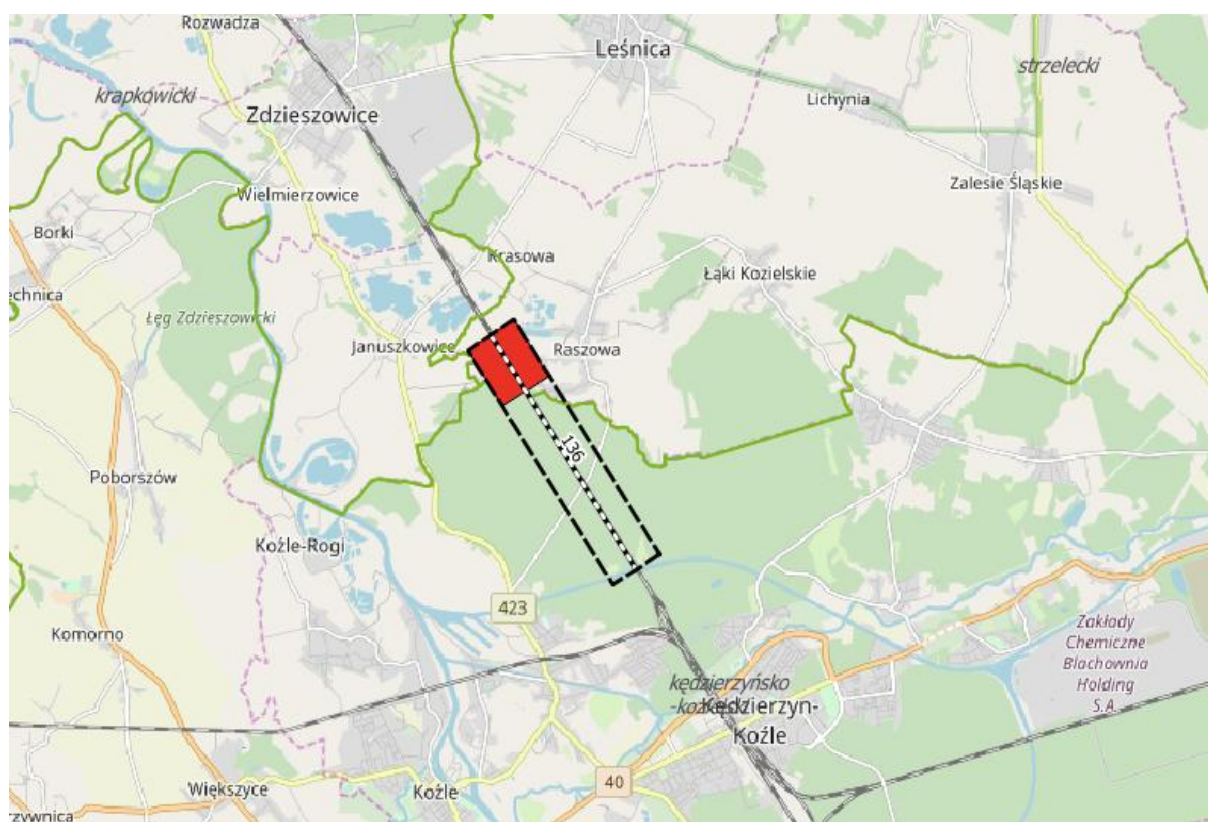 Rozwadza
Leśnica
strzelecki
krapkowicki
Lichynia
Zdzieszowice
Zalesie Śląskie
Wielmierzowice
Borki
Krasowa
Łąki Kozielskie
echnica
Łęg Zdzieszowicki
Januszkowice
Raszowa
136
Poborszów
Koźle-Rogi
423
Komorno
Zakłady
Chemiczne
Blachownia
Holding
S.A.
kędzierzyńsko
Kędzierzyn-
Koźle
40
Większyce
Koźle
rzywnica